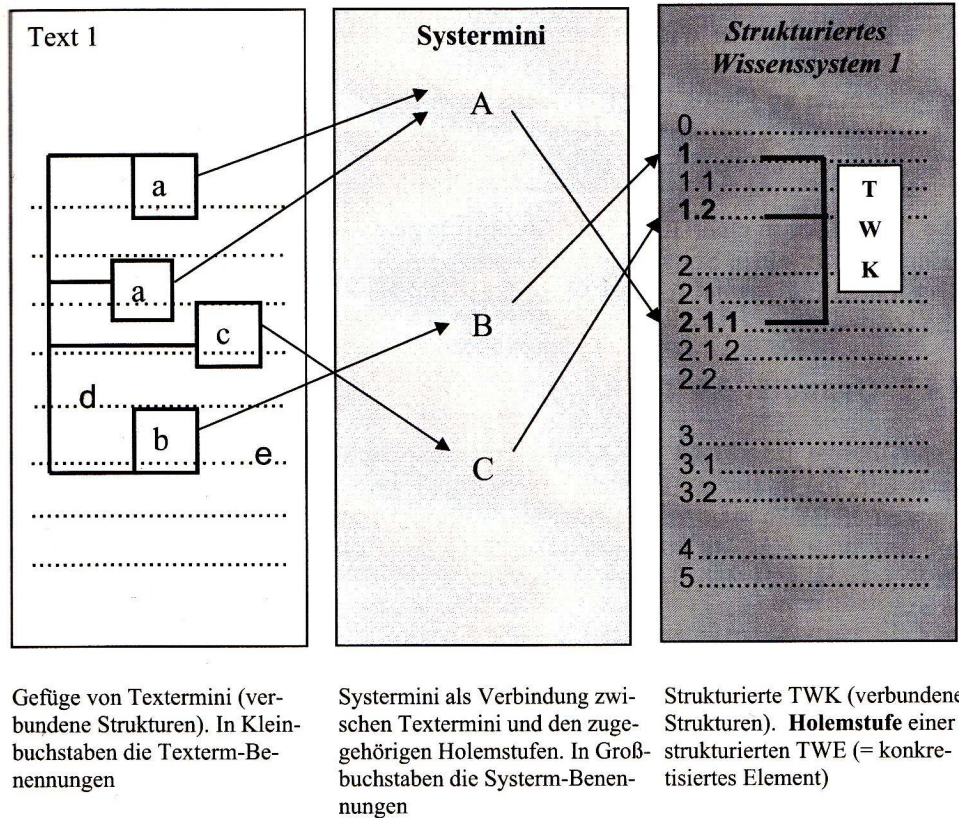 Text 1
a
a
c
d
b
e
Systermini
A
B
C
Strukturiertes
Wissenssystem 1
0
1
1.1
1.2
2
2.1
2.1.1
2.1.2
2.2
3
3.1
3.2
4
5
T
W
K
Gefüge von Textermini (ver-
bundene Strukturen). In Klein-
buchstaben die Texterm-Be-
nennungen
Systermini als Verbindung zwi-
schen Textermini und den zuge-
gehörigen Holemstufen. In Groß-
buchstaben die Systerm-Benen-
nungen
Strukturierte TWK (verbundene
Strukturen). Holemstufe einer
strukturierten TWE (= konkre-
tisiertes Element)